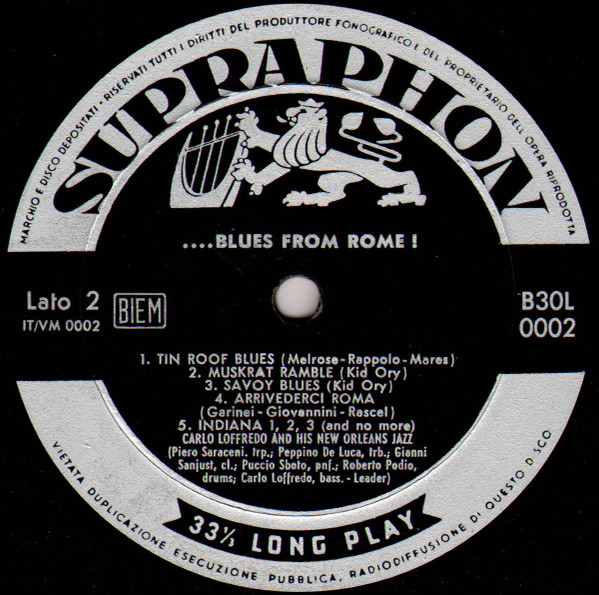 MARCHIO E DISCO DEPOSITATI • RISERVATI TUTTI I DIRITTI DEL PRODUTTORE FONOGRAFICO E DEL PROPRIETARIO DELL'OPERA RIPRODOTTA
SUPRAPHON
....BLUES FROM ROME!
Lato 2
IT/VM 0002
BIEM
B30L
0002
1. TIN ROOF BLUES (Melrose-Rappolo-Mares)
2. MUSKRAT RAMBLE (Kid Ory)
3. SAVOY BLUES (Kid Ory)
4. ARRIVEDERCI ROMA
(Garinei - Giovannini - Rascel)
5. INDIANA 1, 2, 3 (and no more)
CARLO LOFFREDO AND HIS NEW ORLEANS JAZZ
(Piero Saraceni. trp.; Peppino De Luca, trb.; Gianni
Sanjust, cl.; Puccio Sboto, pnf.; Roberto Podio,
drums; Carlo Loffredo, bass. - Leader)
33⅓ LONG PLAY
VIETATA DUPLICAZIONE ESECUZIONE PUBBLICA, RADIODIFFUSIONE DI QUESTO DISCO